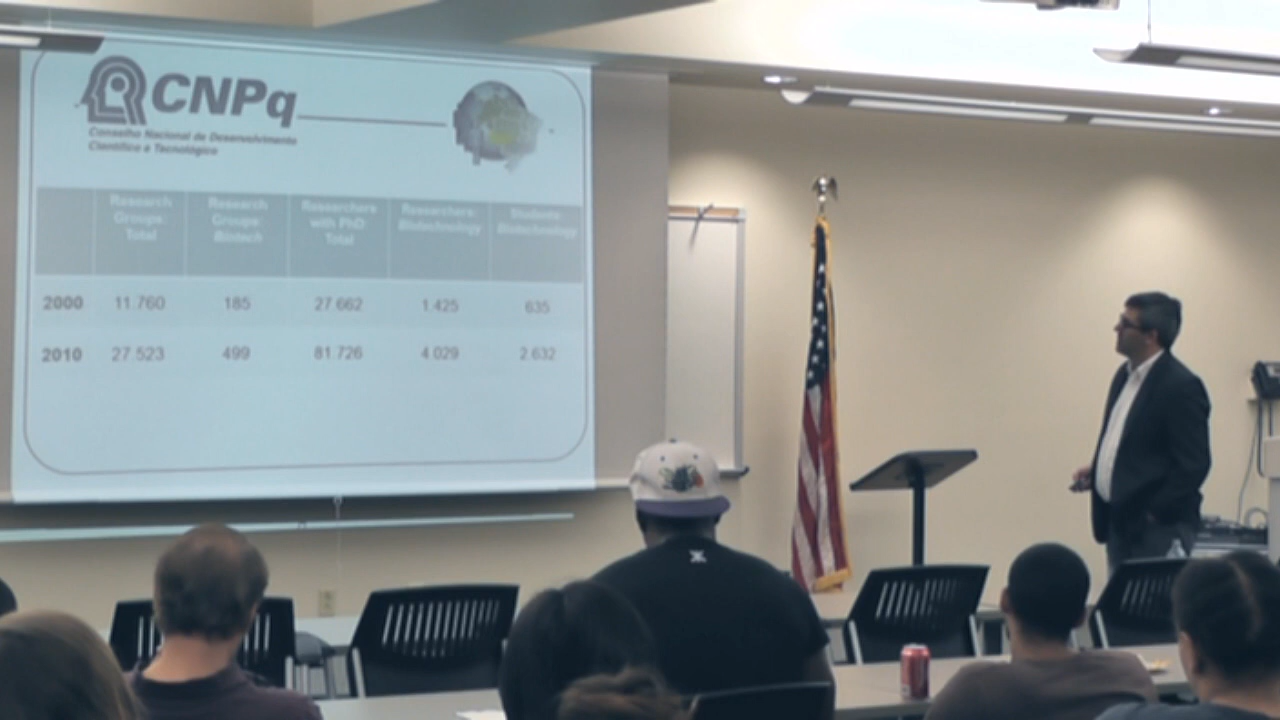 CNPq
Conselho Nacional de Desenvolvimento
Científico e Tecnológico
Research Groups: Total
Research Groups: Biotech
Researchers with PhD Total
Researchers: Biotechnology
Students: Biotechnology
2000 11.760 185 27.662 1.425 635
2010 27.523 499 81.726 4.029 2.632